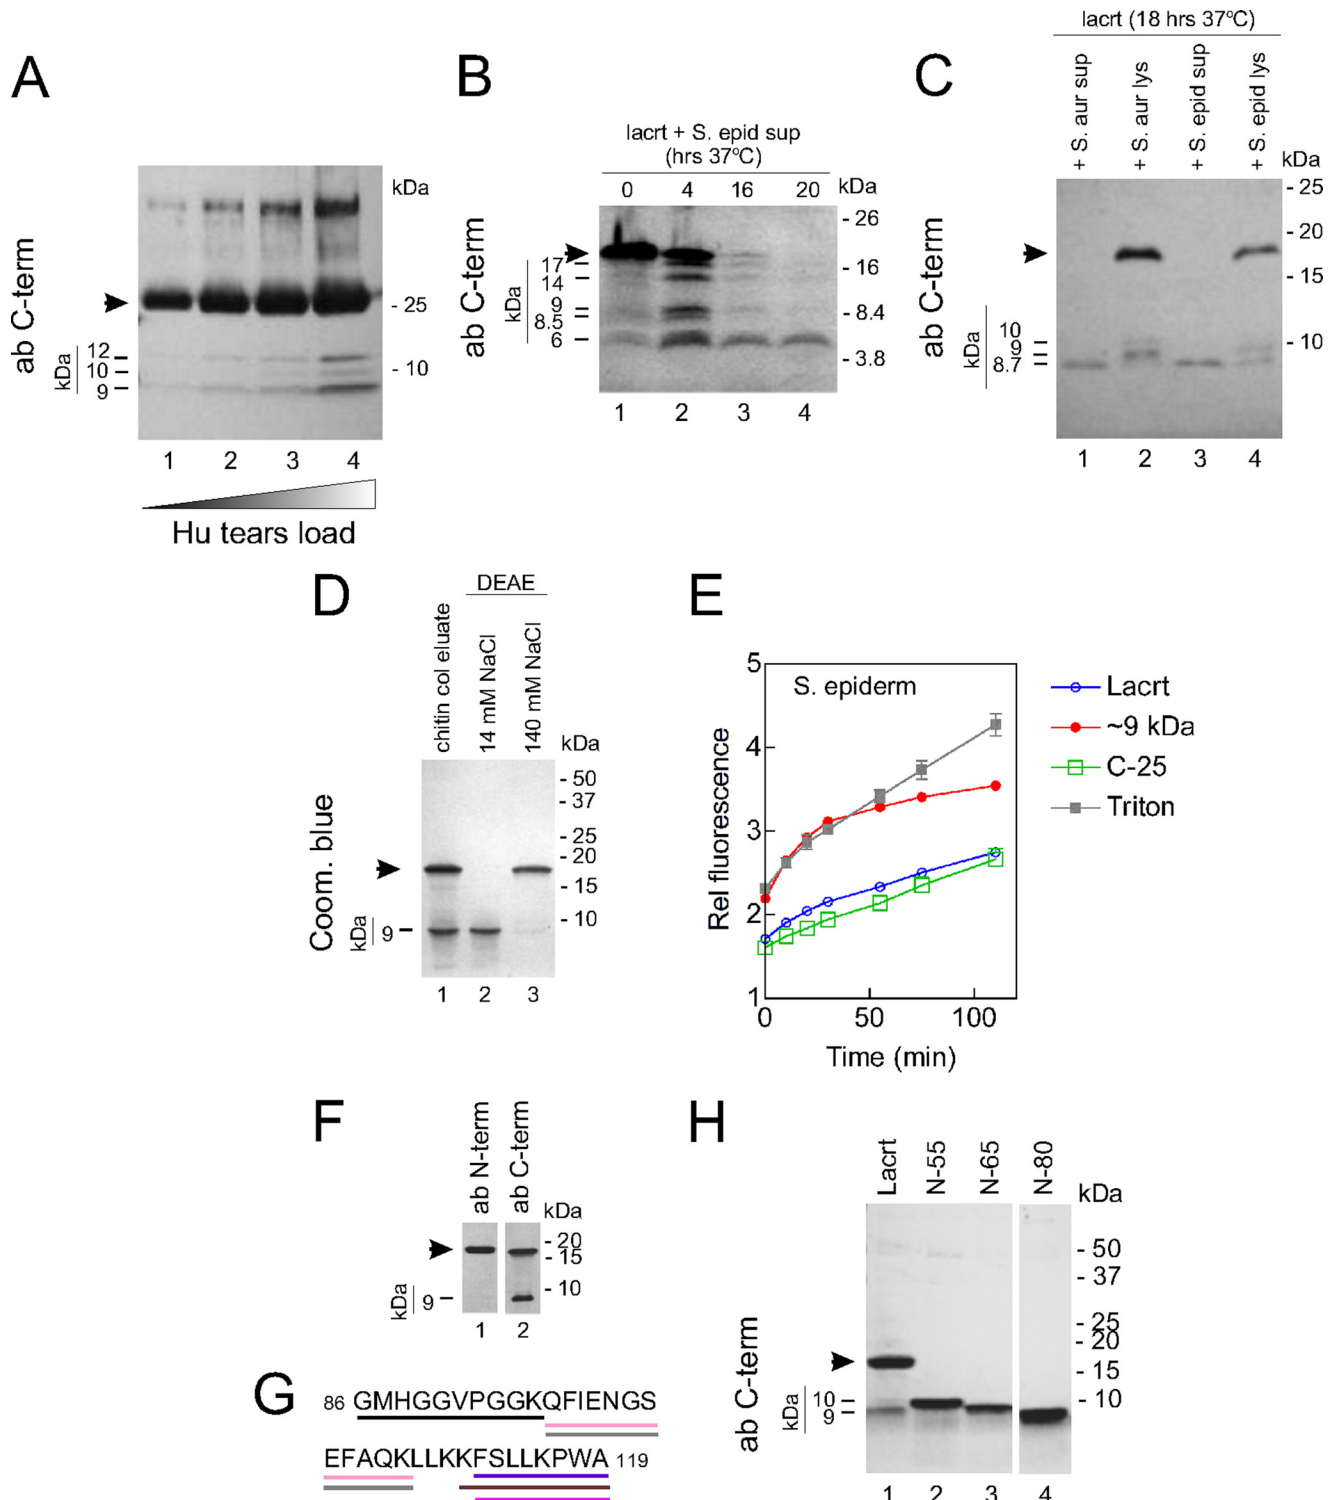 A
ab C-term
kDa
- 25
- 10
kDa
12
10
9
1 2 3 4
Hu tears load
B
lacrt + S. epid sup
(hrs 37ºC)
0 4 16 20 kDa
ab C-term
kDa
17
14
9
8.5
6
- 26
- 16
- 8.4
- 3.8
1 2 3 4
C
lacrt (18 hrs 37ºC)
+ S. aur sup
+ S. aur lys
+ S. epid sup
+ S. epid lys
kDa
ab C-term
kDa
10
9
8.7
- 25
- 20
- 15
- 10
1 2 3 4
D
DEAE
chitin col eluate
14 mM NaCl
140 mM NaCl
kDa
Coom. blue
- 50
- 37
- 25
- 20
- 15
- 10
kDa
9
1 2 3
E
S. epiderm
Rel fluorescence
5
4
3
2
1
0 50 100
Time (min)
Lacrt
~9 kDa
C-25
Triton
F
ab N-term
ab C-term
kDa
- 20
- 15
- 10
kDa
9
1 2
G
86 GMHGGVPGGKQFIENGS
EFAQKLLKKFSLLKPWA 119
H
Lacrt
N-55
N-65
N-80
kDa
ab C-term
kDa
10
9
- 50
- 37
- 25
- 20
- 15
- 10
1 2 3 4